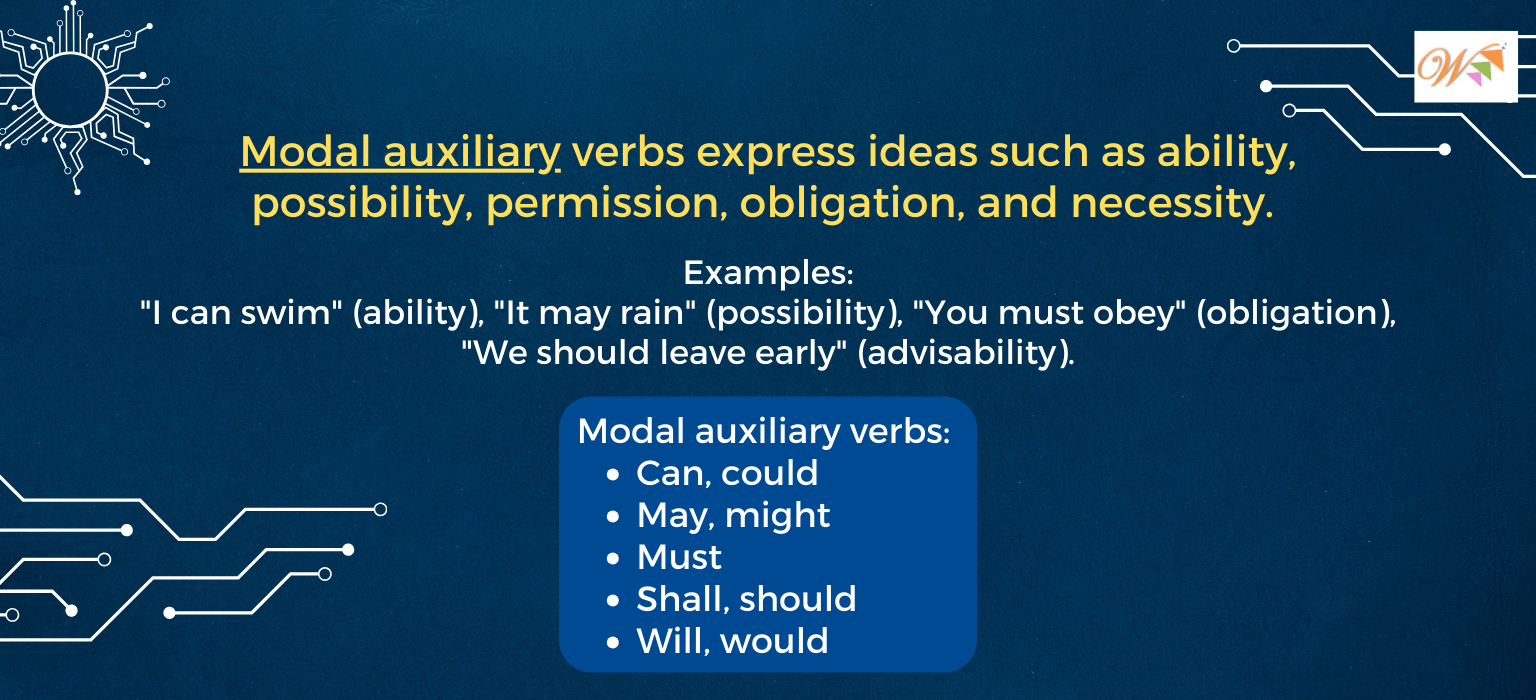 W
Modal auxiliary verbs express ideas such as ability,
possibility, permission, obligation, and necessity.
Examples:
"I can swim" (ability), "It may rain" (possibility), "You must obey" (obligation),
"We should leave early" (advisability).
Modal auxiliary verbs:
• Can, could
• May, might
• Must
• Shall, should
• Will, would